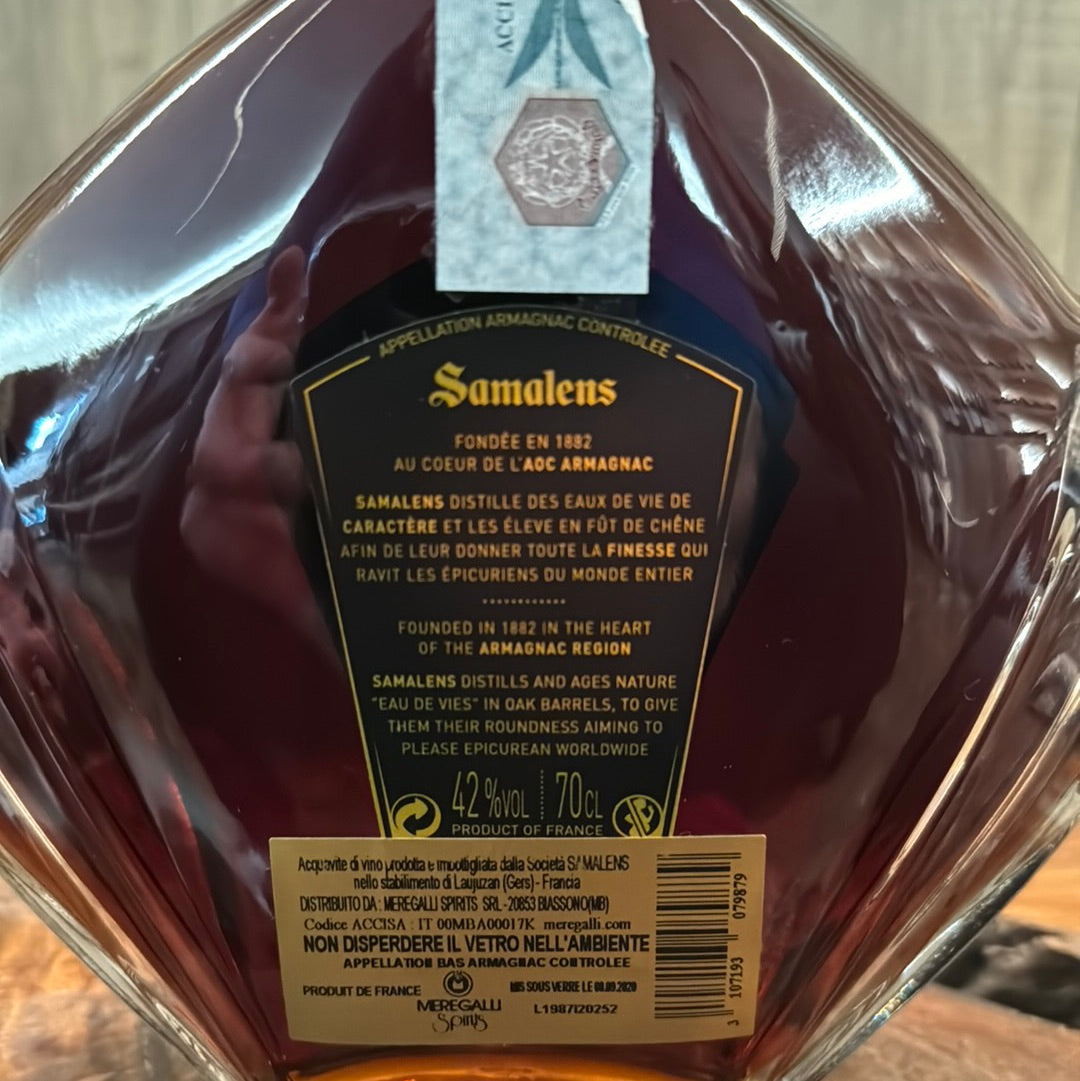 APPELLATION ARMAGNAC CONTROLEE
Samalens
FONDÉE EN 1882
AU COEUR DE L'AOC ARMAGNAC
SAMALENS DISTILLE DES EAUX DE VIE DE
CARACTÈRE ET LES ÉLEVE EN FÛT DE CHÊNE
AFIN DE LEUR DONNER TOUTE LA FINESSE QUI
RAVIT LES ÉPICURIENS DU MONDE ENTIER
FOUNDED IN 1882 IN THE HEART
OF THE ARMAGNAC REGION
SAMALENS DISTILLS AND AGES NATURE
"EAU DE VIES" IN OAK BARRELS, TO GIVE
THEM THEIR ROUNDNESS AIMING TO
PLEASE EPICUREAN WORLDWIDE
42%VOL 70CL
PRODUCT OF FRANCE
Acquavite di vino prodotta e imbottigliata dalla Società SAMALENS
nello stabilimento di Laujuzan (Gers) - Francia
DISTRIBUITO DA : MEREGALLI SPIRITS SRL - 20853 BIASSONO(MB)
Codice ACCISA : IT 00MBA00017K meregalli.com
NON DISPERDERE IL VETRO NELL'AMBIENTE
APPELLATION BAS ARMAGNAC CONTROLEE
PRODUIT DE FRANCE
MEREGALLI
Spirits
MIS SOUS VERRE LE 08.09.2020
L1987I20252
3 107193 079879